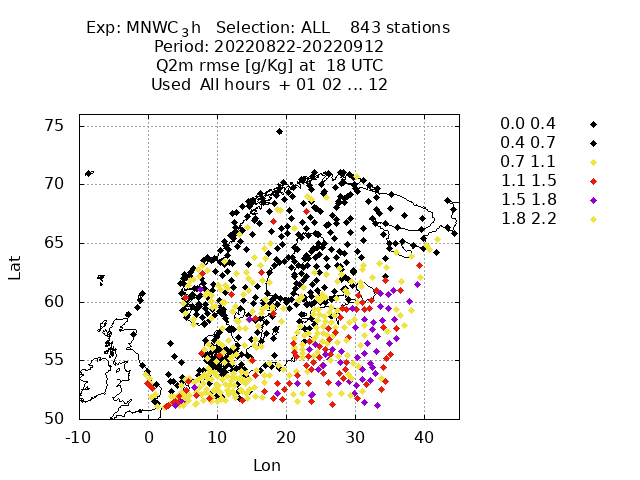 Exp: MNWC_3h Selection: ALL 843 stations
Period: 20220822-20220912
Q2m rmse [g/Kg] at 18 UTC
Used All hours + 01 02 ... 12
0.0 0.4
0.4 0.7
0.7 1.1
1.1 1.5
1.5 1.8
1.8 2.2
75
70
65
60
55
50
Lat
-10 0 10 20 30 40
Lon